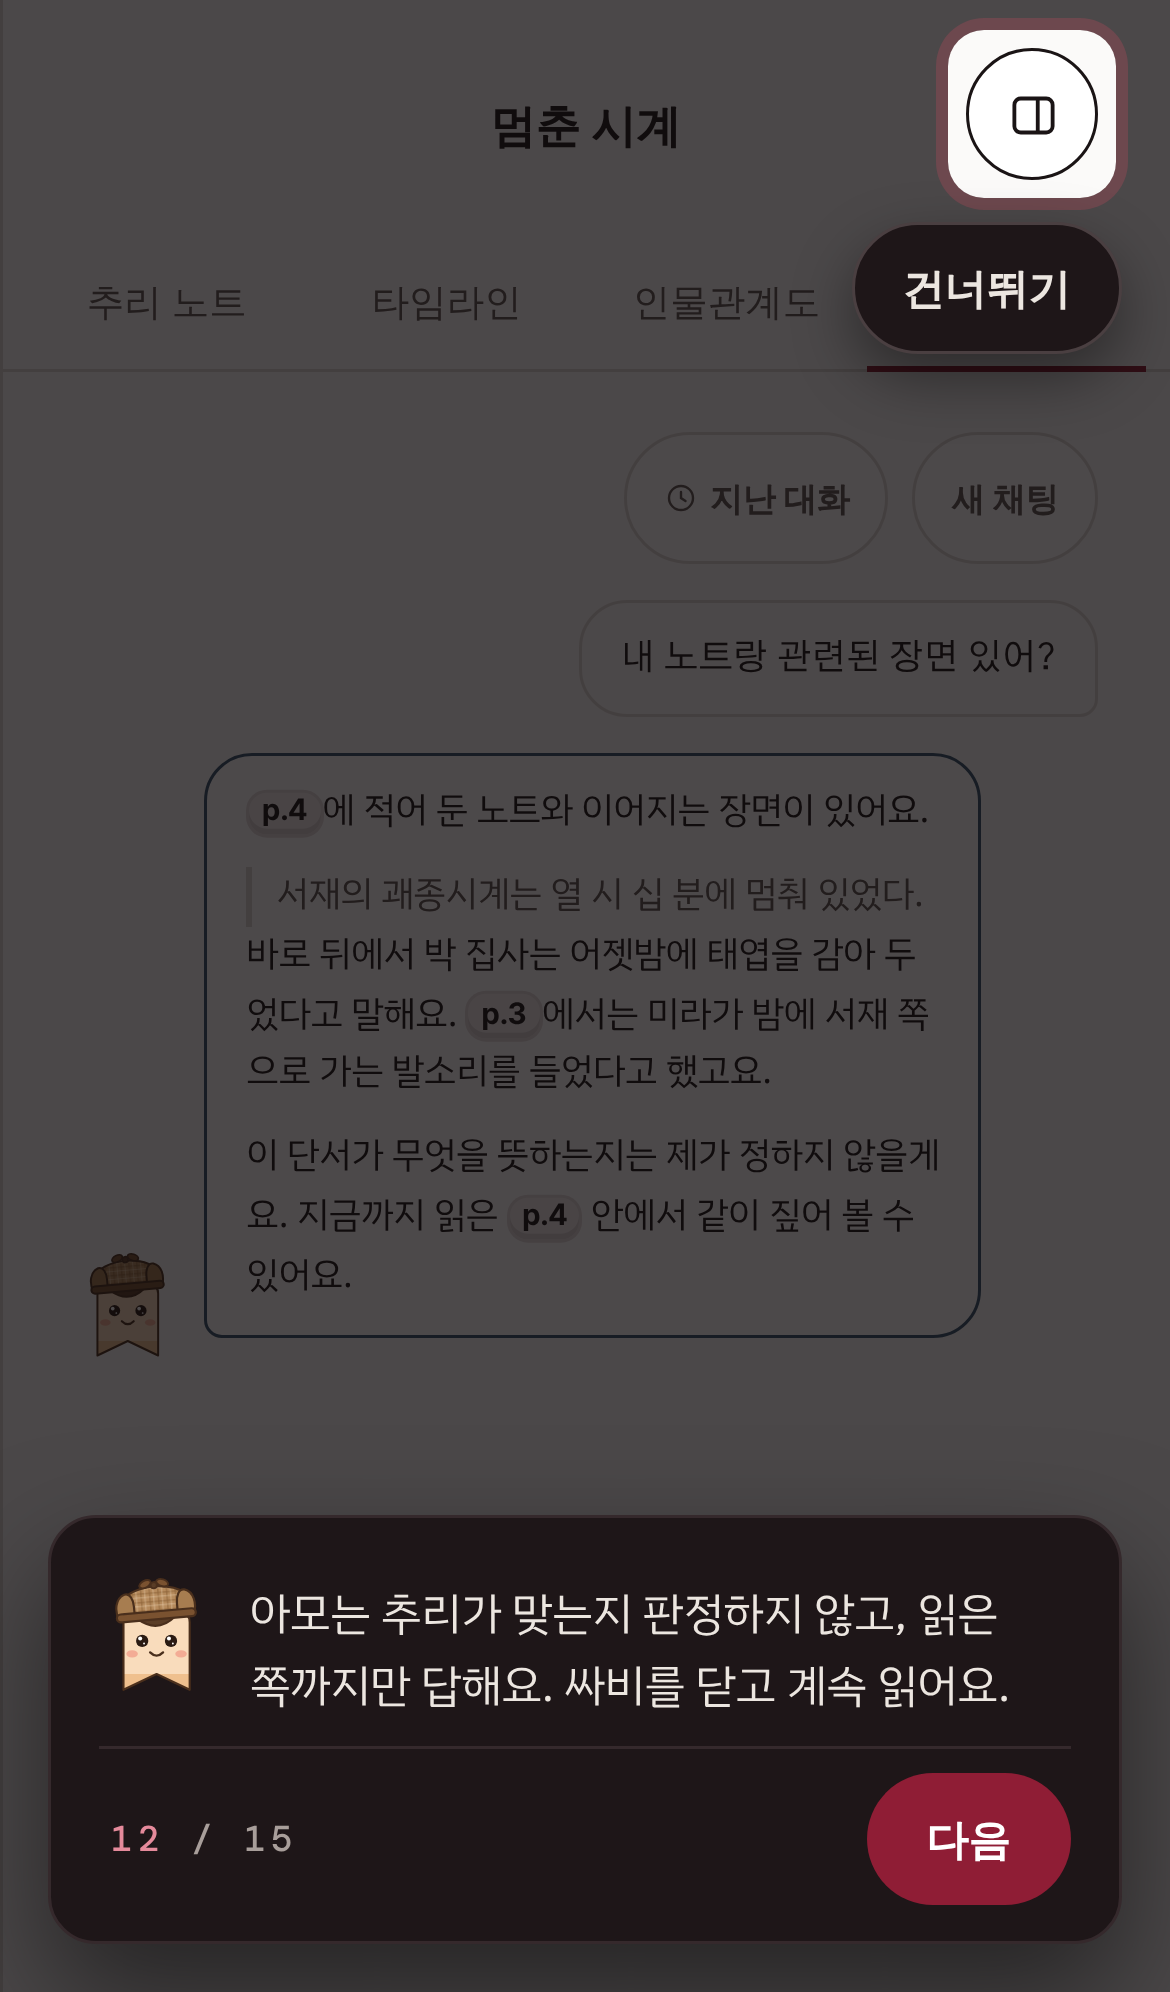 멈춘 시계
건너뛰기
추리 노트
타임라인
인물관계도
지난 대화
새 채팅
내 노트랑 관련된 장면 있어?
p.4에 적어 둔 노트와 이어지는 장면이 있어요.
서재의 괘종시계는 열 시 십 분에 멈춰 있었다.
바로 뒤에서 박 집사는 어젯밤에 태엽을 감아 두
었다고 말해요. p.3에서는 미라가 밤에 서재 쪽
으로 가는 발소리를 들었다고 했고요.
이 단서가 무엇을 뜻하는지는 제가 정하지 않을게
요. 지금까지 읽은 p.4 안에서 같이 짚어 볼 수
있어요.
아모는 추리가 맞는지 판정하지 않고, 읽은
쪽까지만 답해요. 싸비를 닫고 계속 읽어요.
12 / 15
다음